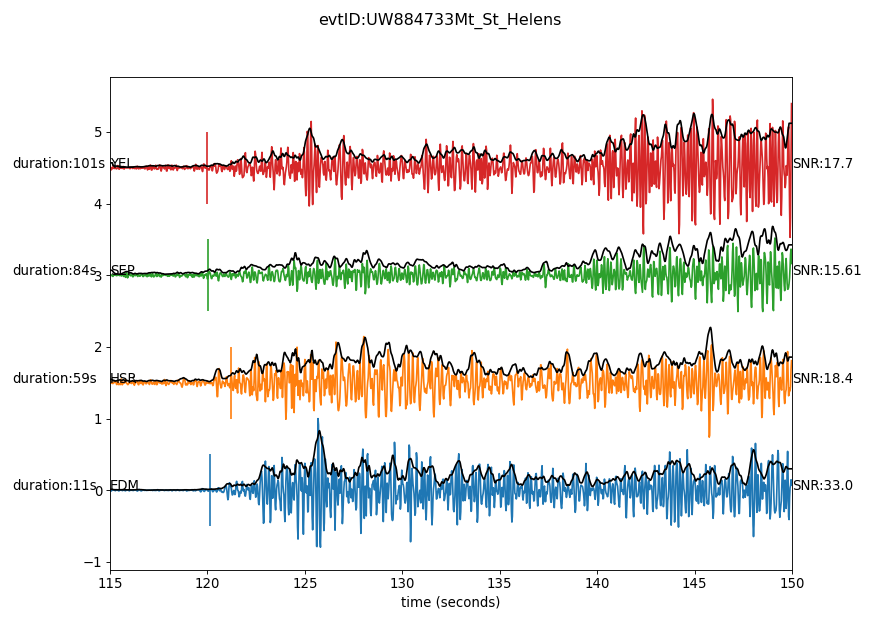 evtID:UW884733Mt_St_Helens
5
duration:101s YEL SNR:17.7
4
duration:84s SEP SNR:15.61
3
2
duration:59s HSR SNR:18.4
1
duration:11s EDM SNR:33.0
0
−1
115 120 125 130 135 140 145 150
time (seconds)